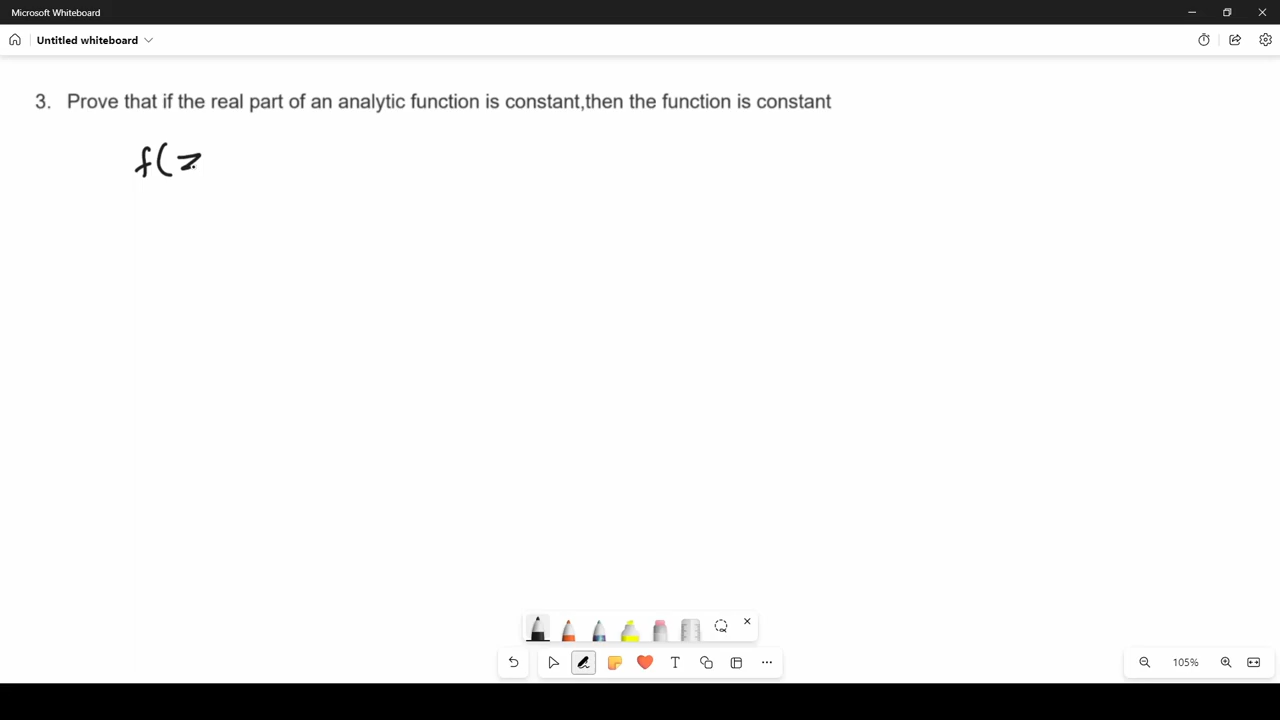 Microsoft Whiteboard
Untitled whiteboard
3. Prove that if the real part of an analytic function is constant,then the function is constant
f(z
105%